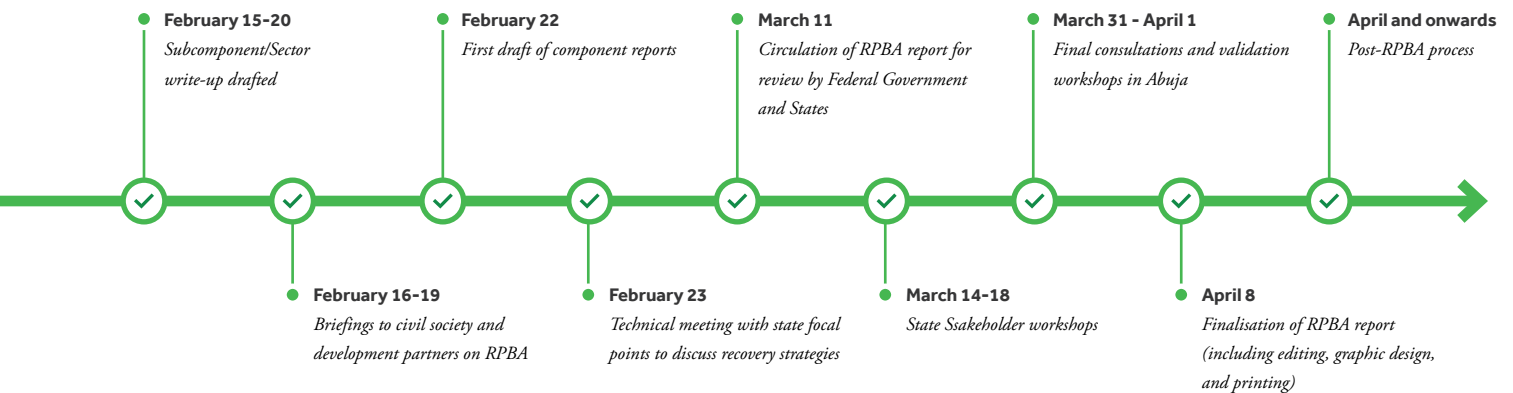 February 15-20
Subcomponent/Sector
write-up drafted
February 22
First draft of component reports
March 11
Circulation of RPBA report for
review by Federal Government
and States
March 31 - April 1
Final consultations and validation
workshops in Abuja
April and onwards
Post-RPBA process
February 16-19
Briefings to civil society and
development partners on RPBA
February 23
Technical meeting with state focal
points to discuss recovery strategies
March 14-18
State Ssakeholder workshops
April 8
Finalisation of RPBA report
(including editing, graphic design,
and printing)